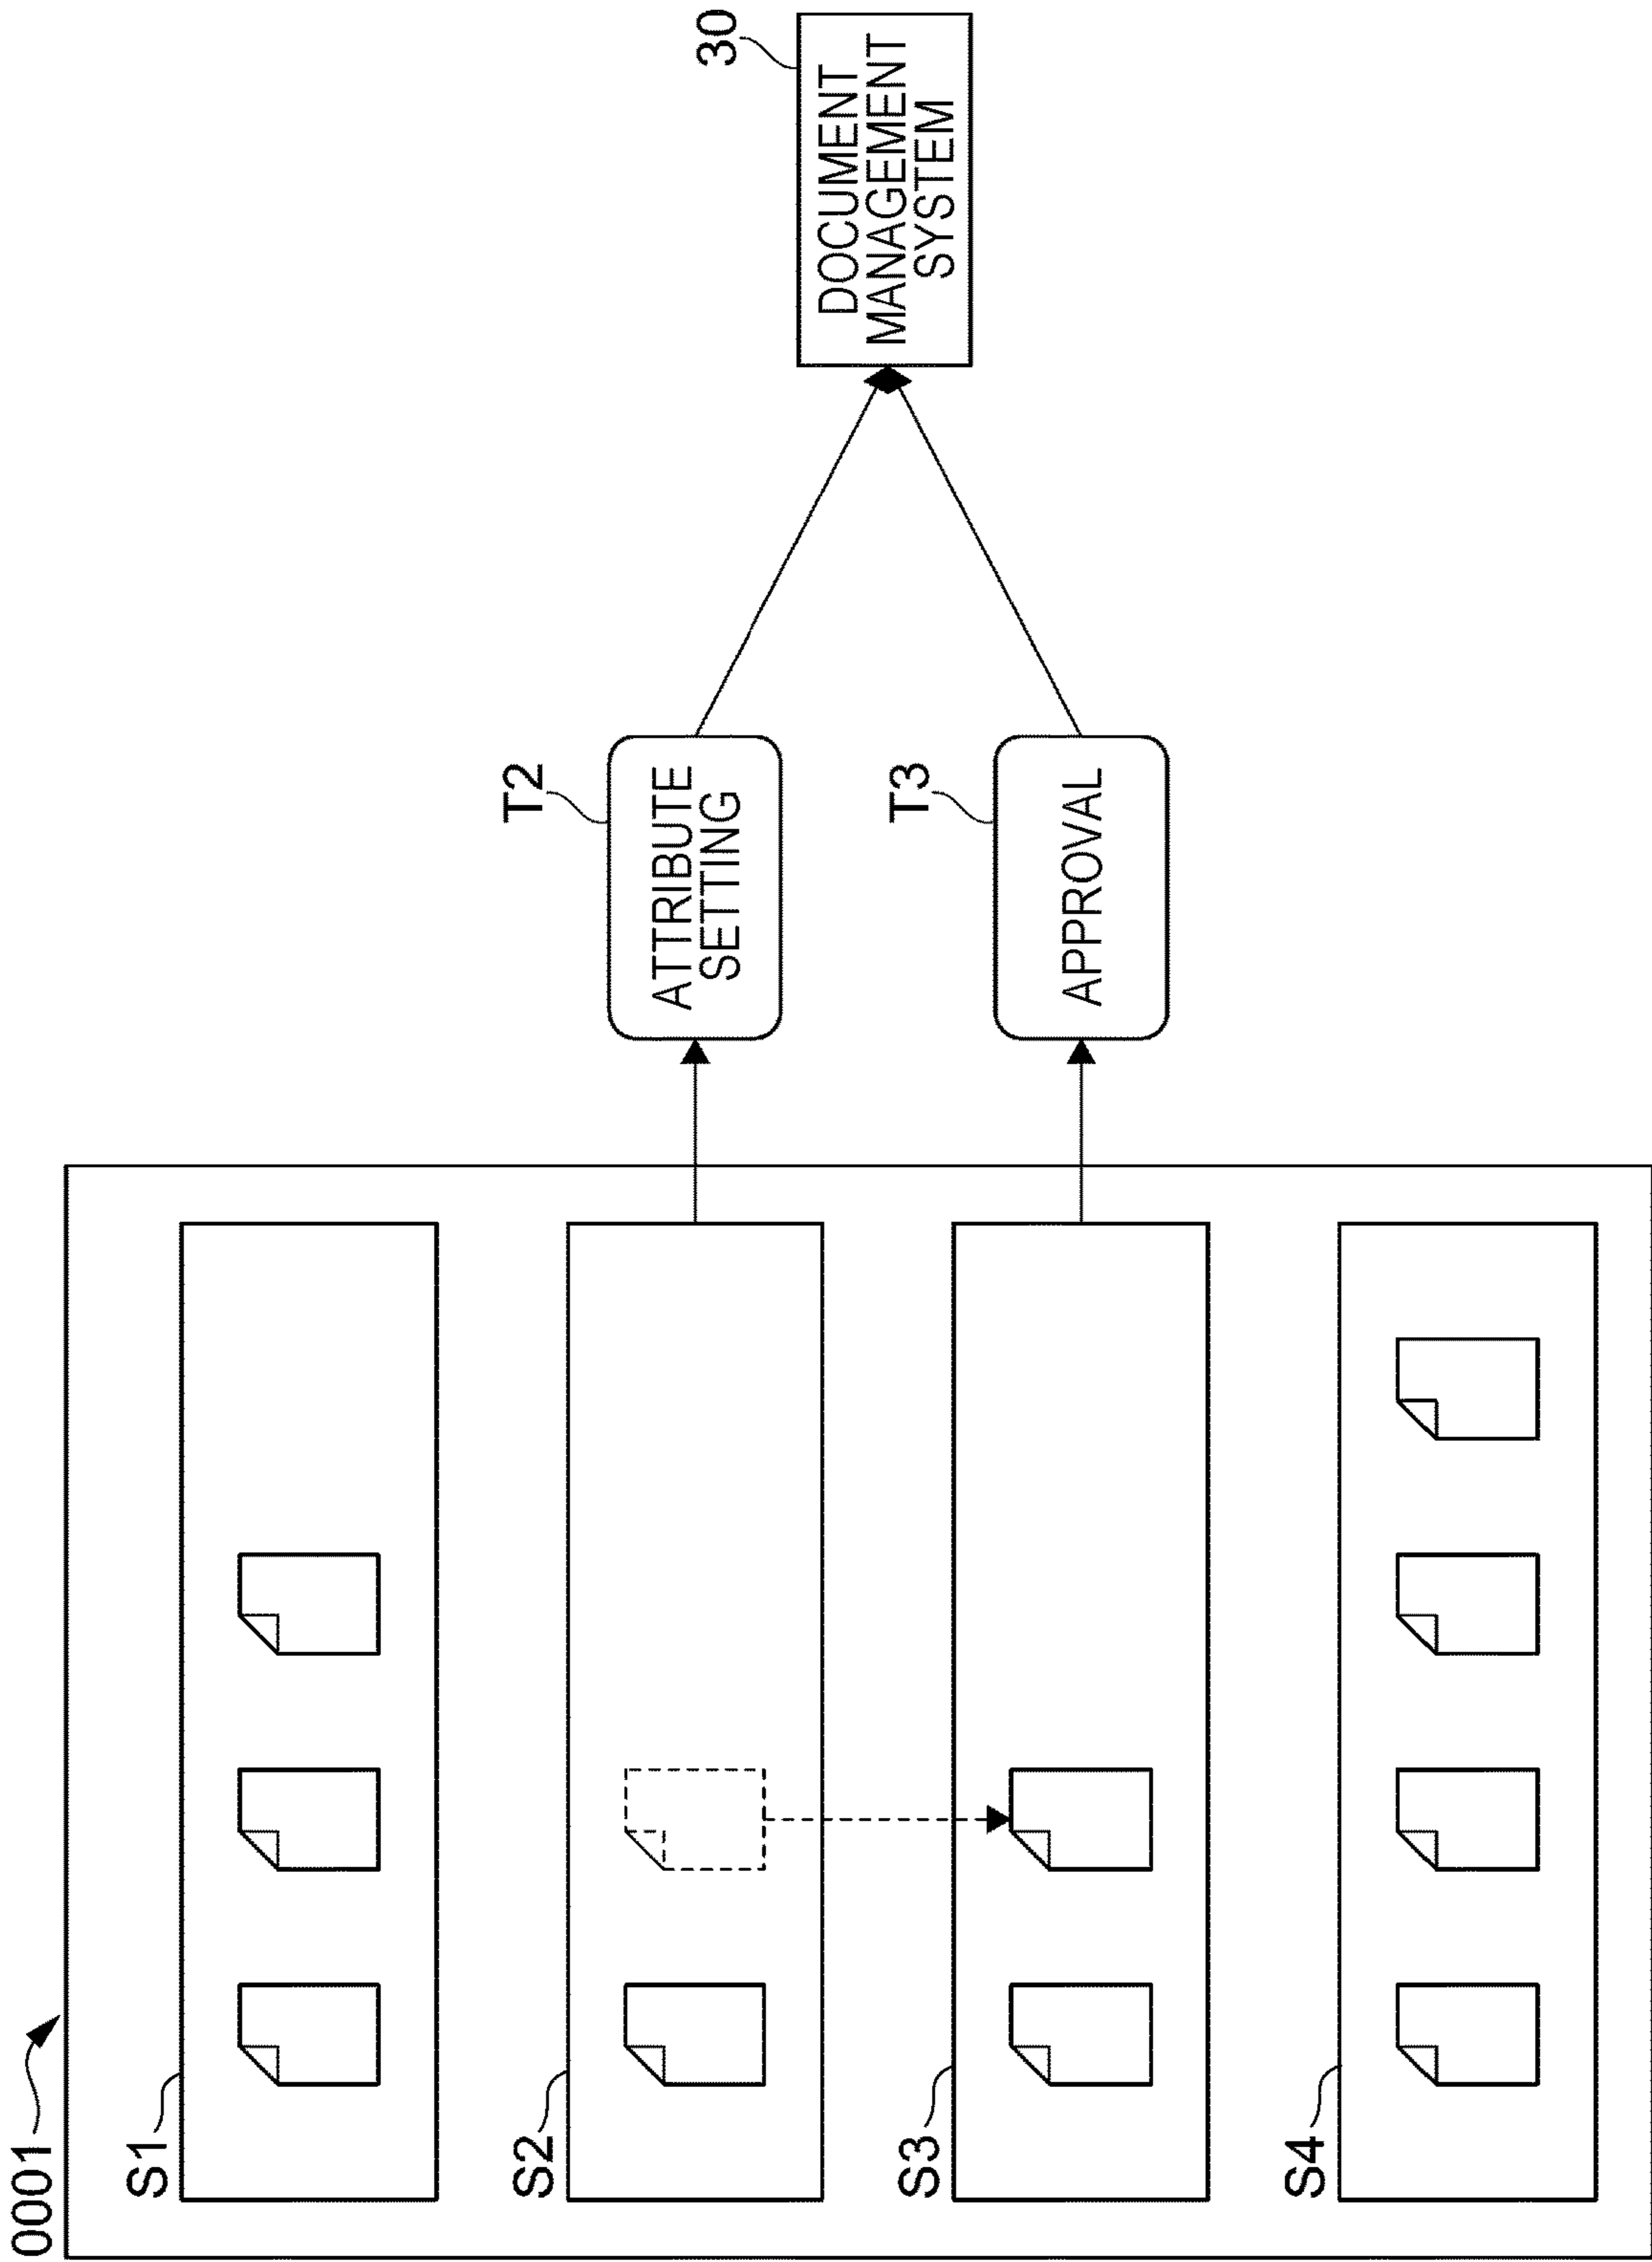 0001
S1
S2
S3
S4
T2
ATTRIBUTE
SETTING
T3
APPROVAL
30
DOCUMENT
MANAGEMENT
SYSTEM